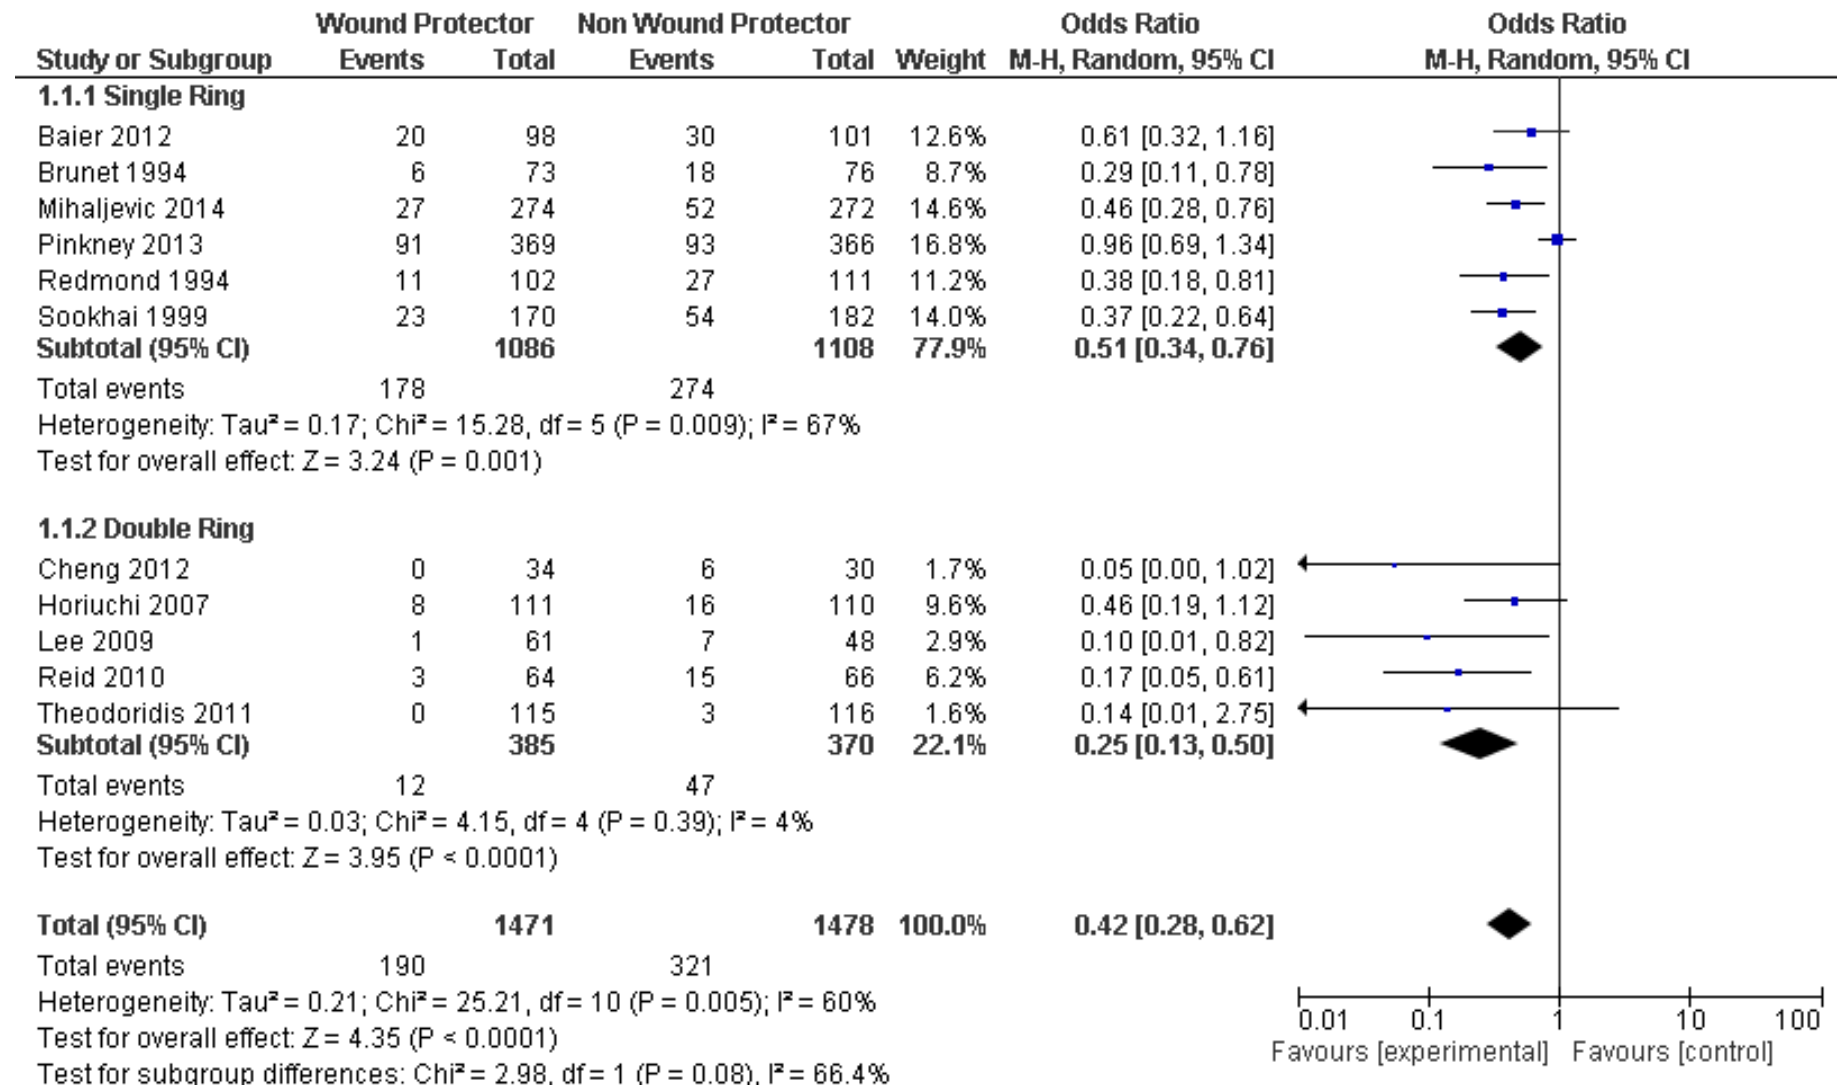 Wound Protector Non Wound Protector Odds Ratio Odds Ratio
Study or Subgroup Events Total Events Total Weight M-H, Random, 95% CI M-H, Random, 95% CI
1.1.1 Single Ring
Baier 2012 20 98 30 101 12.6% 0.61 [0.32, 1.16]
Brunet 1994 6 73 18 76 8.7% 0.29 [0.11, 0.78]
Mihaljevic 2014 27 274 52 272 14.6% 0.46 [0.28, 0.76]
Pinkney 2013 91 369 93 366 16.8% 0.96 [0.69, 1.34]
Redmond 1994 11 102 27 111 11.2% 0.38 [0.18, 0.81]
Sookhai 1999 23 170 54 182 14.0% 0.37 [0.22, 0.64]
Subtotal (95% CI) 1086 1108 77.9% 0.51 [0.34, 0.76]
Total events 178 274
Heterogeneity: Tau² = 0.17; Chi² = 15.28, df = 5 (P = 0.009); I² = 67%
Test for overall effect: Z = 3.24 (P = 0.001)
1.1.2 Double Ring
Cheng 2012 0 34 6 30 1.7% 0.05 [0.00, 1.02]
Horiuchi 2007 8 111 16 110 9.6% 0.46 [0.19, 1.12]
Lee 2009 1 61 7 48 2.9% 0.10 [0.01, 0.82]
Reid 2010 3 64 15 66 6.2% 0.17 [0.05, 0.61]
Theodoridis 2011 0 115 3 116 1.6% 0.14 [0.01, 2.75]
Subtotal (95% CI) 385 370 22.1% 0.25 [0.13, 0.50]
Total events 12 47
Heterogeneity: Tau² = 0.03; Chi² = 4.15, df = 4 (P = 0.39); I² = 4%
Test for overall effect: Z = 3.95 (P < 0.0001)
Total (95% CI) 1471 1478 100.0% 0.42 [0.28, 0.62]
Total events 190 321
Heterogeneity: Tau² = 0.21; Chi² = 25.21, df = 10 (P = 0.005); I² = 60%
Test for overall effect: Z = 4.35 (P < 0.0001)
Test for subgroup differences: Chi² = 2.98, df = 1 (P = 0.08), I² = 66.4%
0.01 0.1 1 10 100
Favours [experimental] Favours [control]